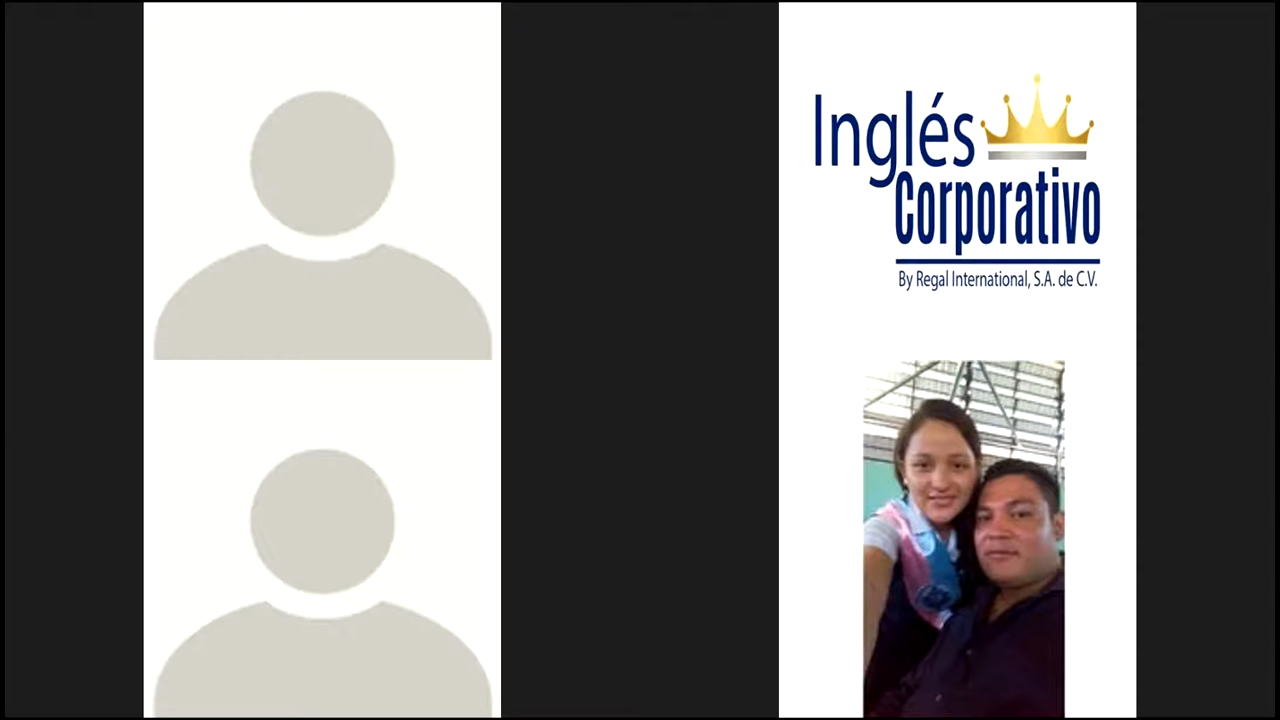 Inglés
Corporativo
By Regal International, S.A. de C.V.